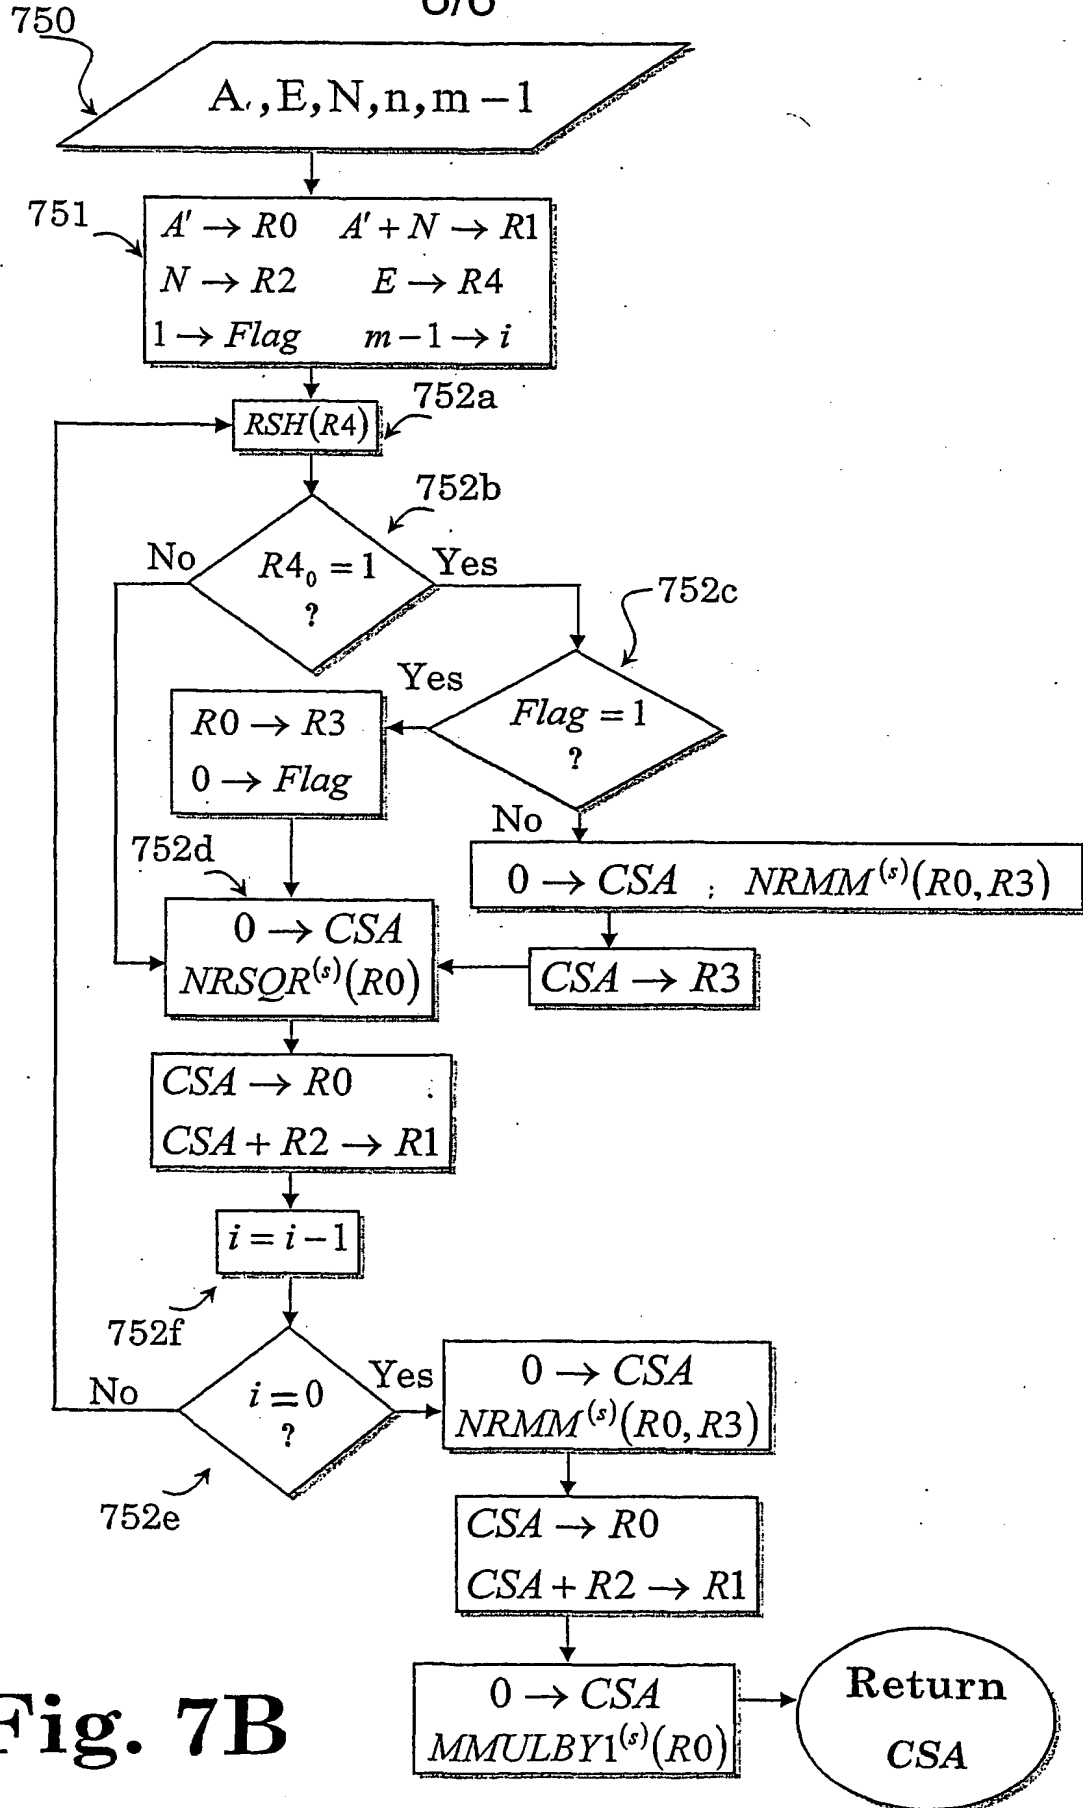 6/6
750
A, E, N, n, m – 1
751
A′ → R0 A′ + N → R1
N → R2 E → R4
1 → Flag m – 1 → i
752a
RSH(R4)
752b
No
R4₀ = 1
?
Yes
752c
Yes
Flag = 1
?
R0 → R3
0 → Flag
No
752d
0 → CSA ; NRMM⁽ˢ⁾(R0, R3)
0 → CSA
NRSQR⁽ˢ⁾(R0)
CSA → R3
CSA → R0
CSA + R2 → R1
i = i – 1
752f
No
i = 0
?
Yes
752e
0 → CSA
NRMM⁽ˢ⁾(R0, R3)
CSA → R0
CSA + R2 → R1
0 → CSA
MMULBY1⁽ˢ⁾(R0)
Return
CSA
Fig. 7B